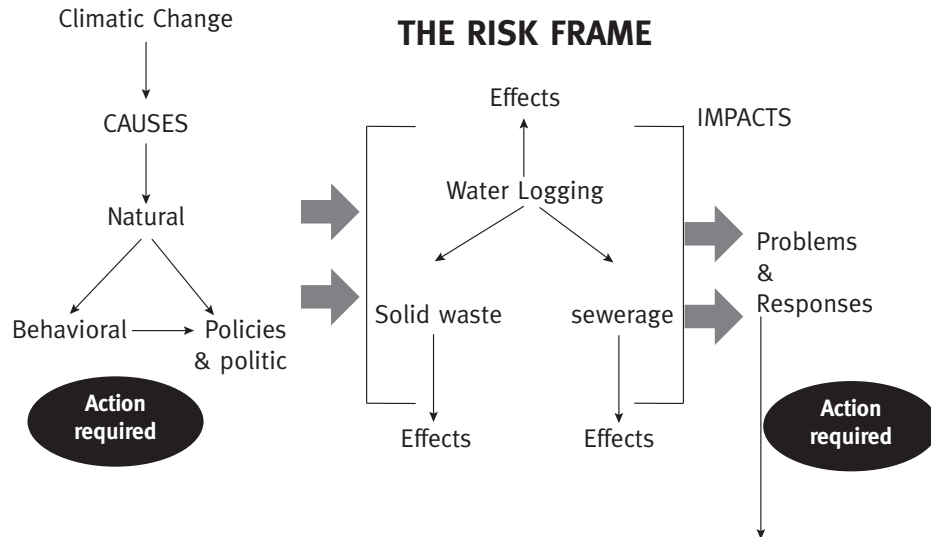 Climatic Change
THE RISK FRAME
CAUSES
Natural
Behavioral
Policies
& politic
Action
required
Effects
IMPACTS
Water Logging
Solid waste
sewerage
Effects
Effects
Problems
&
Responses
Action
required